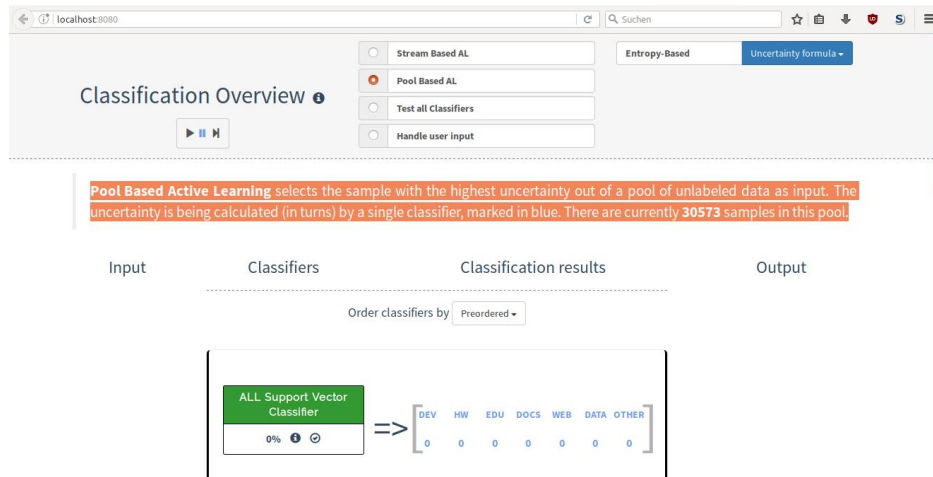 localhost:8080
Suchen
Stream Based AL
Entropy-Based
Uncertainty formula
Pool Based AL
Classification Overview
Test all Classifiers
Handle user input
Pool Based Active Learning selects the sample with the highest uncertainty out of a pool of unlabeled data as input. The
uncertainty is being calculated (in turns) by a single classifier, marked in blue. There are currently 30573 samples in this pool.
Input
Classifiers
Classification results
Output
Order classifiers by Preordered
ALL Support Vector
Classifier
0%
=>
DEV HW EDU DOCS WEB DATA OTHER
0 0 0 0 0 0 0